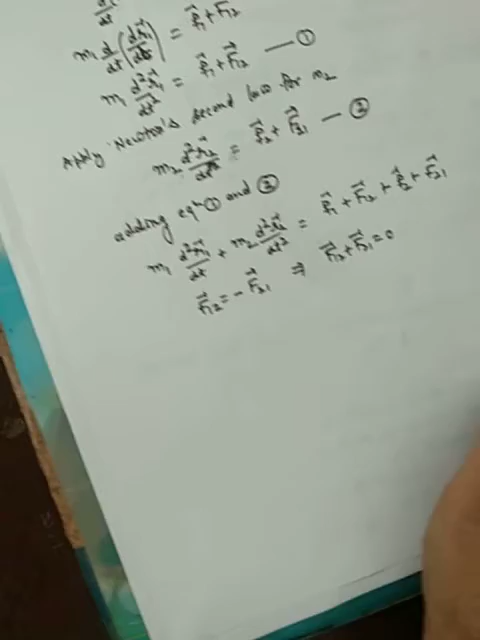 m₁ d/dt (dr⃗₁/dt) = F⃗₁ + F⃗₁₂
m₁ d²r⃗₁/dt² = F⃗₁ + F⃗₁₂ — ①
Apply Newton's second law for m₂
m₂ d²r⃗₂/dt² = F⃗₂ + F⃗₂₁ — ②
adding eqⁿ ① and ②
m₁ d²r⃗₁/dt + m₂ d²r⃗₂/dt² = F⃗₁ + F⃗₁₂ + F⃗₂ + F⃗₂₁
F⃗₁₂ = - F⃗₂₁ ⇒ F⃗₁₂ + F⃗₂₁ = 0